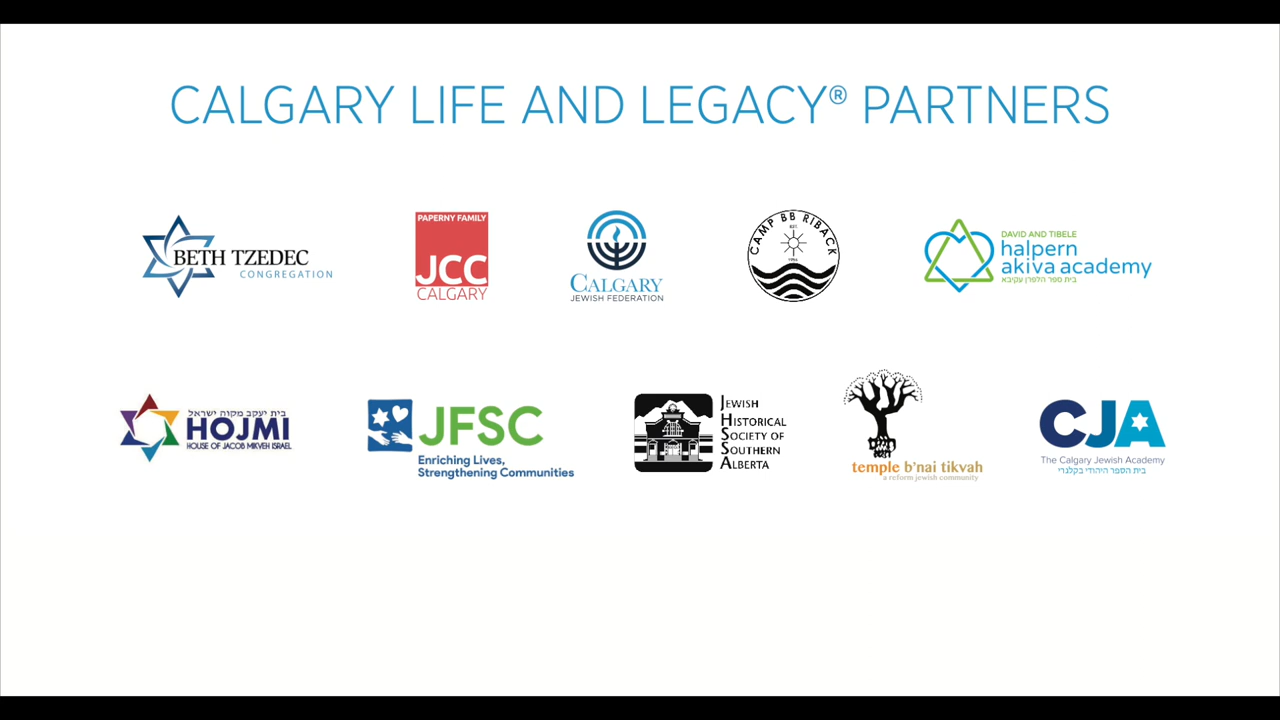 CALGARY LIFE AND LEGACY® PARTNERS
BETH TZEDEC
CONGREGATION
PAPERNY FAMILY
JCC
CALGARY
CALGARY
JEWISH FEDERATION
CAMP BB RIBACK
EST.
1956
DAVID AND TIBELE
halpern
akiva academy
בית ספר הלפרן עקיבא
בית יעקב מקוה ישראל
HOJMI
HOUSE OF JACOB MIKVEH ISRAEL
JFSC
Enriching Lives,
Strengthening Communities
JEWISH
HISTORICAL
SOCIETY OF
SOUTHERN
ALBERTA
temple b'nai tikvah
a reform jewish community
CJA
The Calgary Jewish Academy
בית הספר היהודי בקלגרי